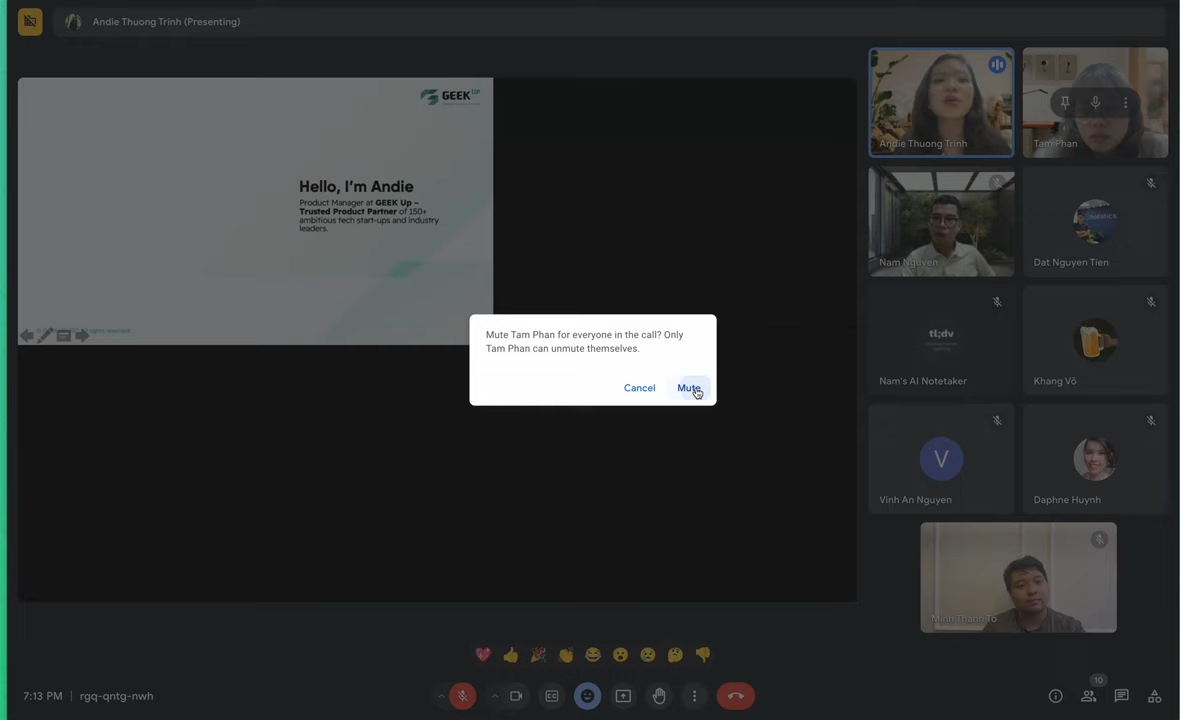 Andie Thuong Trinh (Presenting)
GEEK UP
Hello, I'm Andie
Product Manager at GEEK Up –
Trusted Product Partner of 150+
ambitious tech start-ups and industry
leaders.
Mute Tam Phan for everyone in the call? Only
Tam Phan can unmute themselves.
Cancel
Mute
Andie Thuong Trinh
Tam Phan
Nam Nguyen
holistics
Dat Nguyen Tien
tl;dv
Nam's AI Notetaker
Khang Võ
V
Vinh An Nguyen
Daphne Huynh
Minh Thanh To
7:13 PM | rgq-qntg-nwh
CC
10